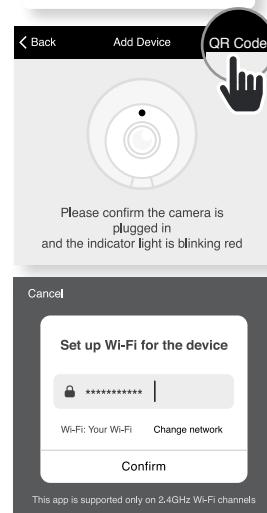 Back Add Device QR Code
Please confirm the camera is
plugged in
and the indicator light is blinking red
Cancel
Set up Wi-Fi for the device
***********
Wi-Fi: Your Wi-Fi Change network
Confirm
This app is supported only on 2.4GHz Wi-Fi channels